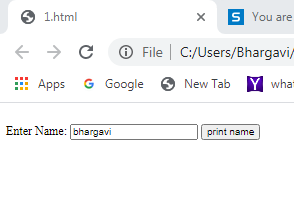 1.html
You are
File C:/Users/Bhargavi/
Apps Google New Tab what
Enter Name: bhargavi print name